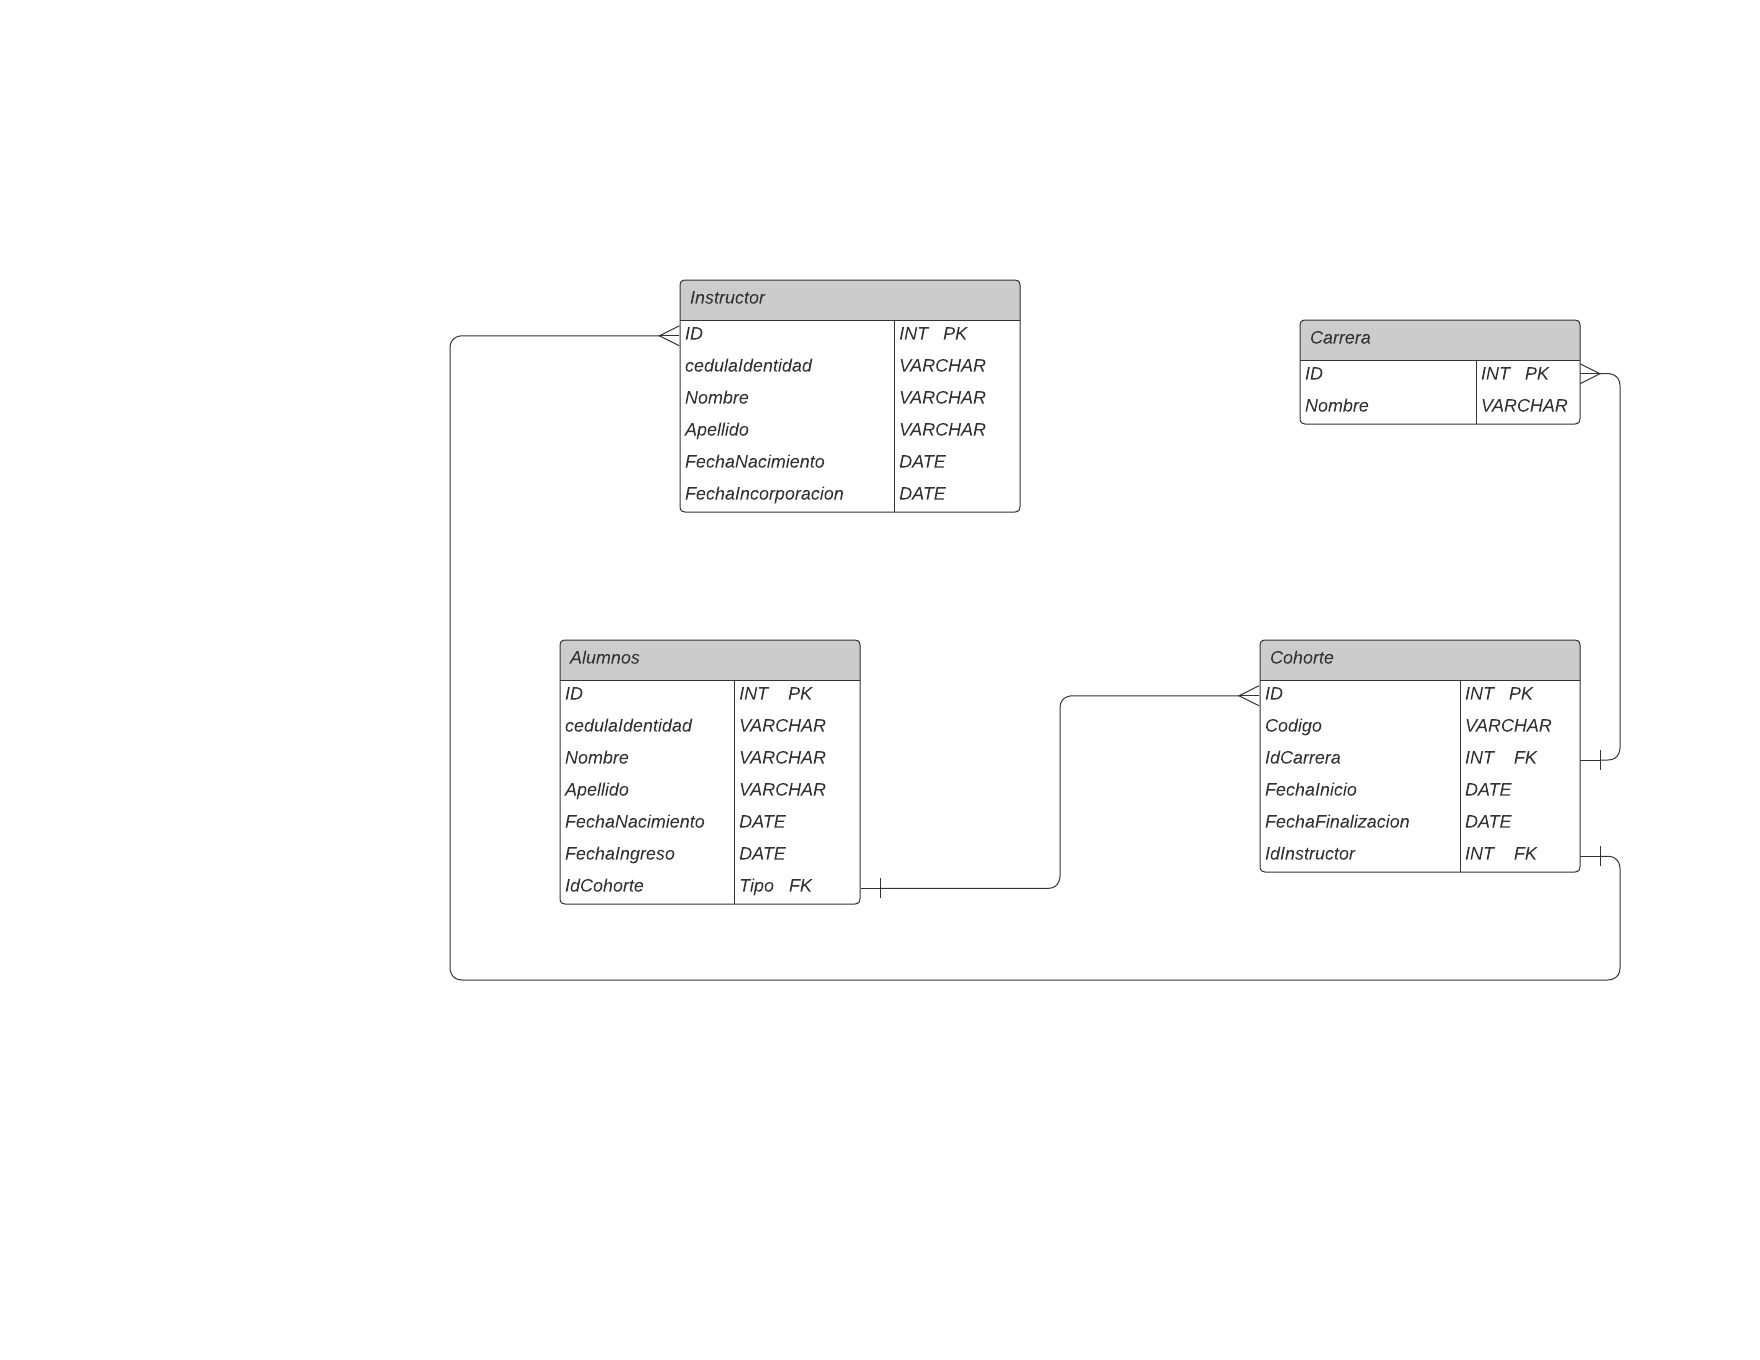 Instructor
ID INT PK
cedulaIdentidad VARCHAR
Nombre VARCHAR
Apellido VARCHAR
FechaNacimiento DATE
FechaIncorporacion DATE
Carrera
ID INT PK
Nombre VARCHAR
Alumnos
ID INT PK
cedulaIdentidad VARCHAR
Nombre VARCHAR
Apellido VARCHAR
FechaNacimiento DATE
FechaIngreso DATE
IdCohorte Tipo FK
Cohorte
ID INT PK
Codigo VARCHAR
IdCarrera INT FK
FechaInicio DATE
FechaFinalizacion DATE
IdInstructor INT FK